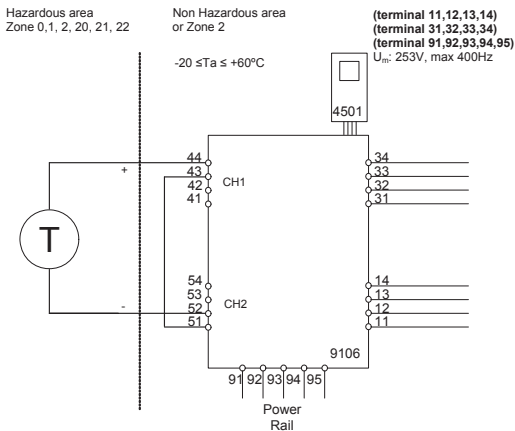 Hazardous area
Zone 0,1, 2, 20, 21, 22
Non Hazardous area
or Zone 2
-20 ≤Ta ≤ +60ºC
(terminal 11,12,13,14)
(terminal 31,32,33,34)
(terminal 91,92,93,94,95)
Um: 253V, max 400Hz
4501
44
43
42
41
CH1
+
34
33
32
31
T
54
53
52
51
CH2
-
14
13
12
11
9106
91 92 93 94 95
Power
Rail